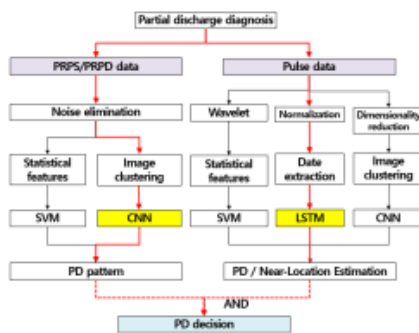 Partial discharge diagnosis
PRPS/PRPD data
Pulse data
Noise elimination
Wavelet
Normalization
Dimensionality
reduction
Statistical
features
Image
clustering
Statistical
features
Date
extraction
Image
clustering
SVM
CNN
SVM
LSTM
CNN
PD pattern
PD / Near-Location Estimation
AND
PD decision